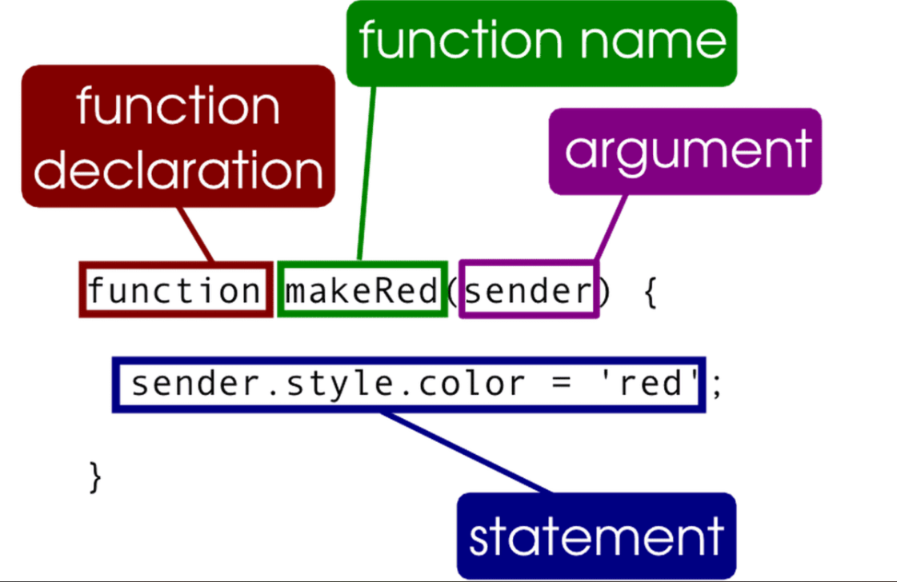 function name
function
declaration
argument
function makeRed(sender) {
sender.style.color = 'red';
}
statement